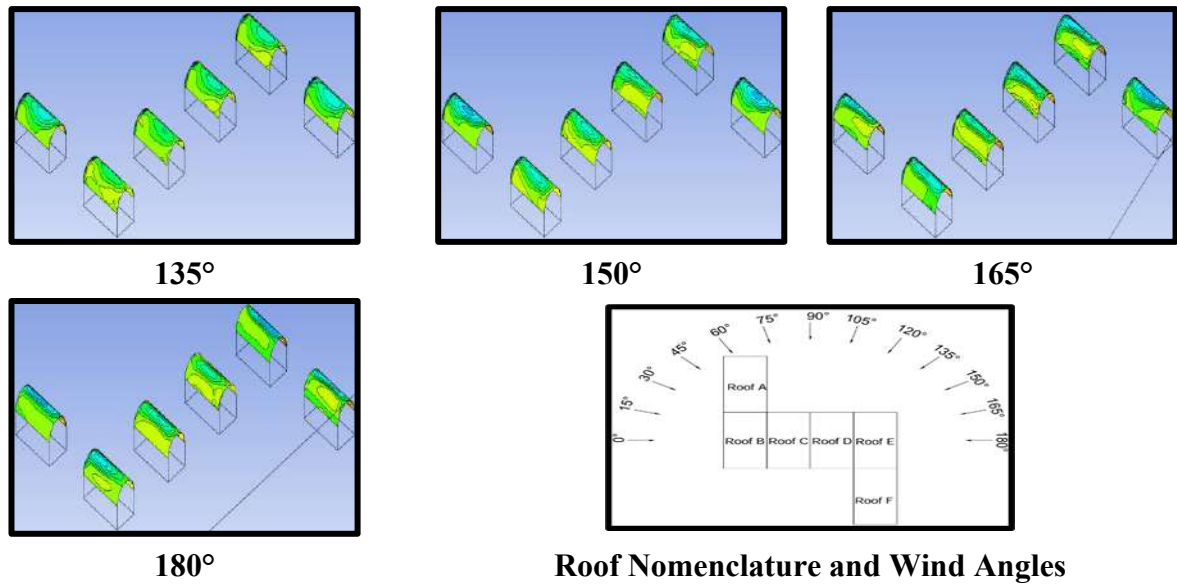 135°
150°
165°
60°
75°
90°
105°
120°
45°
135°
30°
150°
15°
165°
0°
180°
Roof A
Roof B
Roof C
Roof D
Roof E
Roof F
180°
Roof Nomenclature and Wind Angles